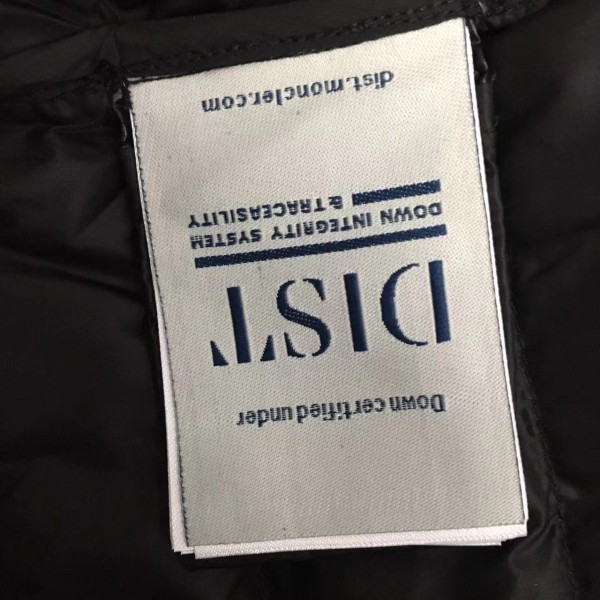 Down certified under
DIST
DOWN INTEGRITY SYSTEM
& TRACEASILITY
dist.moncler.com